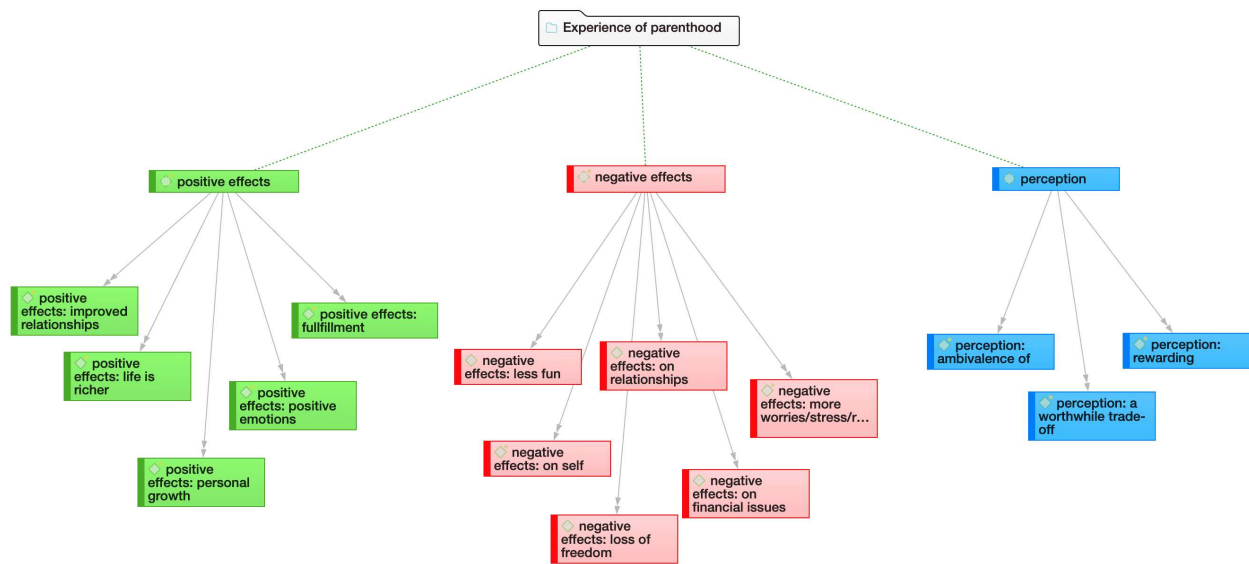 Experience of parenthood
positive effects
negative effects
perception
positive
effects: improved
relationships
positive effects:
fullfillment
positive
effects: life is
richer
positive
effects: positive
emotions
positive
effects: personal
growth
negative
effects: less fun
negative
effects: on
relationships
negative
effects: more
worries/stress/r...
negative
effects: on self
negative
effects: on
financial issues
negative
effects: loss of
freedom
perception:
ambivalence of
perception:
rewarding
perception: a
worthwhile trade-
off